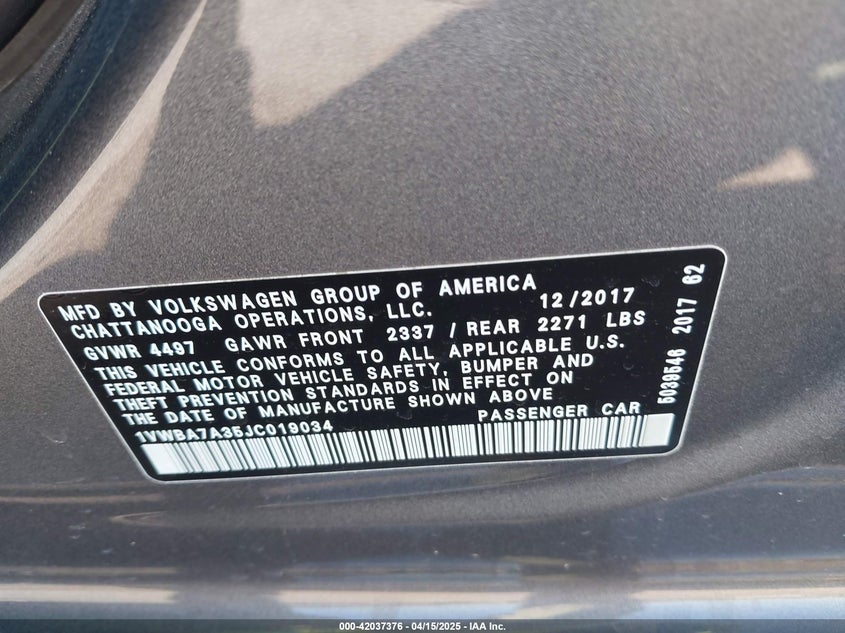 MFD BY VOLKSWAGEN GROUP OF AMERICA
CHATTANOOGA OPERATIONS, LLC. 12/2017
GVWR 4497 GAWR FRONT 2337 / REAR 2271 LBS
THIS VEHICLE CONFORMS TO ALL APPLICABLE U.S.
FEDERAL MOTOR VEHICLE SAFETY, BUMPER AND
THEFT PREVENTION STANDARDS IN EFFECT ON
THE DATE OF MANUFACTURE SHOWN ABOVE
1VWBA7A36JC019034 PASSENGER CAR
5039546 2017 62
000-42037376 - 04/15/2025 - IAA Inc.